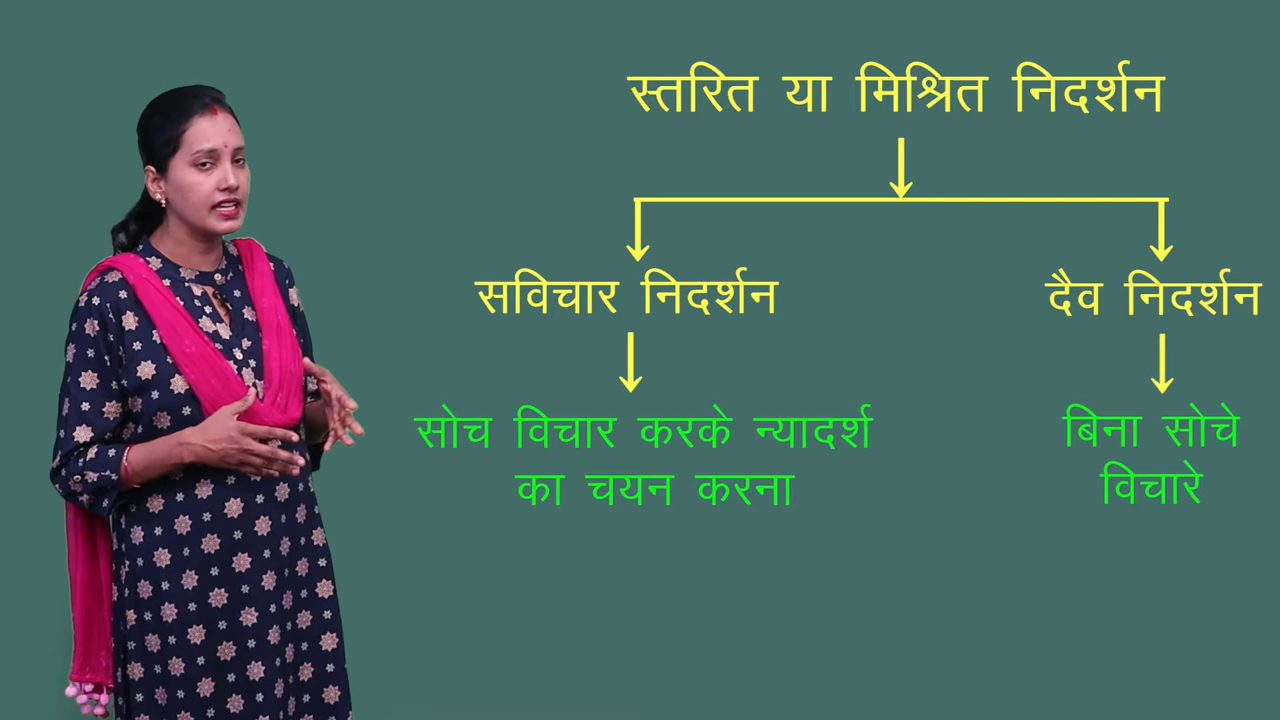 स्तरित या मिश्रित निदर्शन
सविचार निदर्शन
दैव निदर्शन
सोच विचार करके न्यादर्श
का चयन करना
बिना सोचे
विचारे